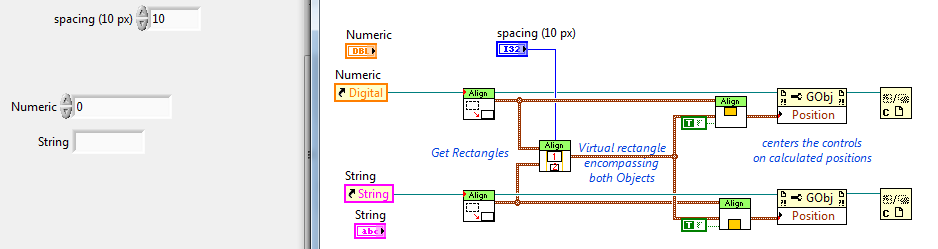 spacing (10 px) 10
Numeric 0
String
spacing (10 px)
I32
Numeric
DBL
Numeric
Digital
Align
Align
GObj
Position
C
T
Get Rectangles
Align
1
2
Virtual rectangle
encompassing
both Objects
centers the controls
on calculated positions
String
String
Align
Align
GObj
Position
C
T
String
abc